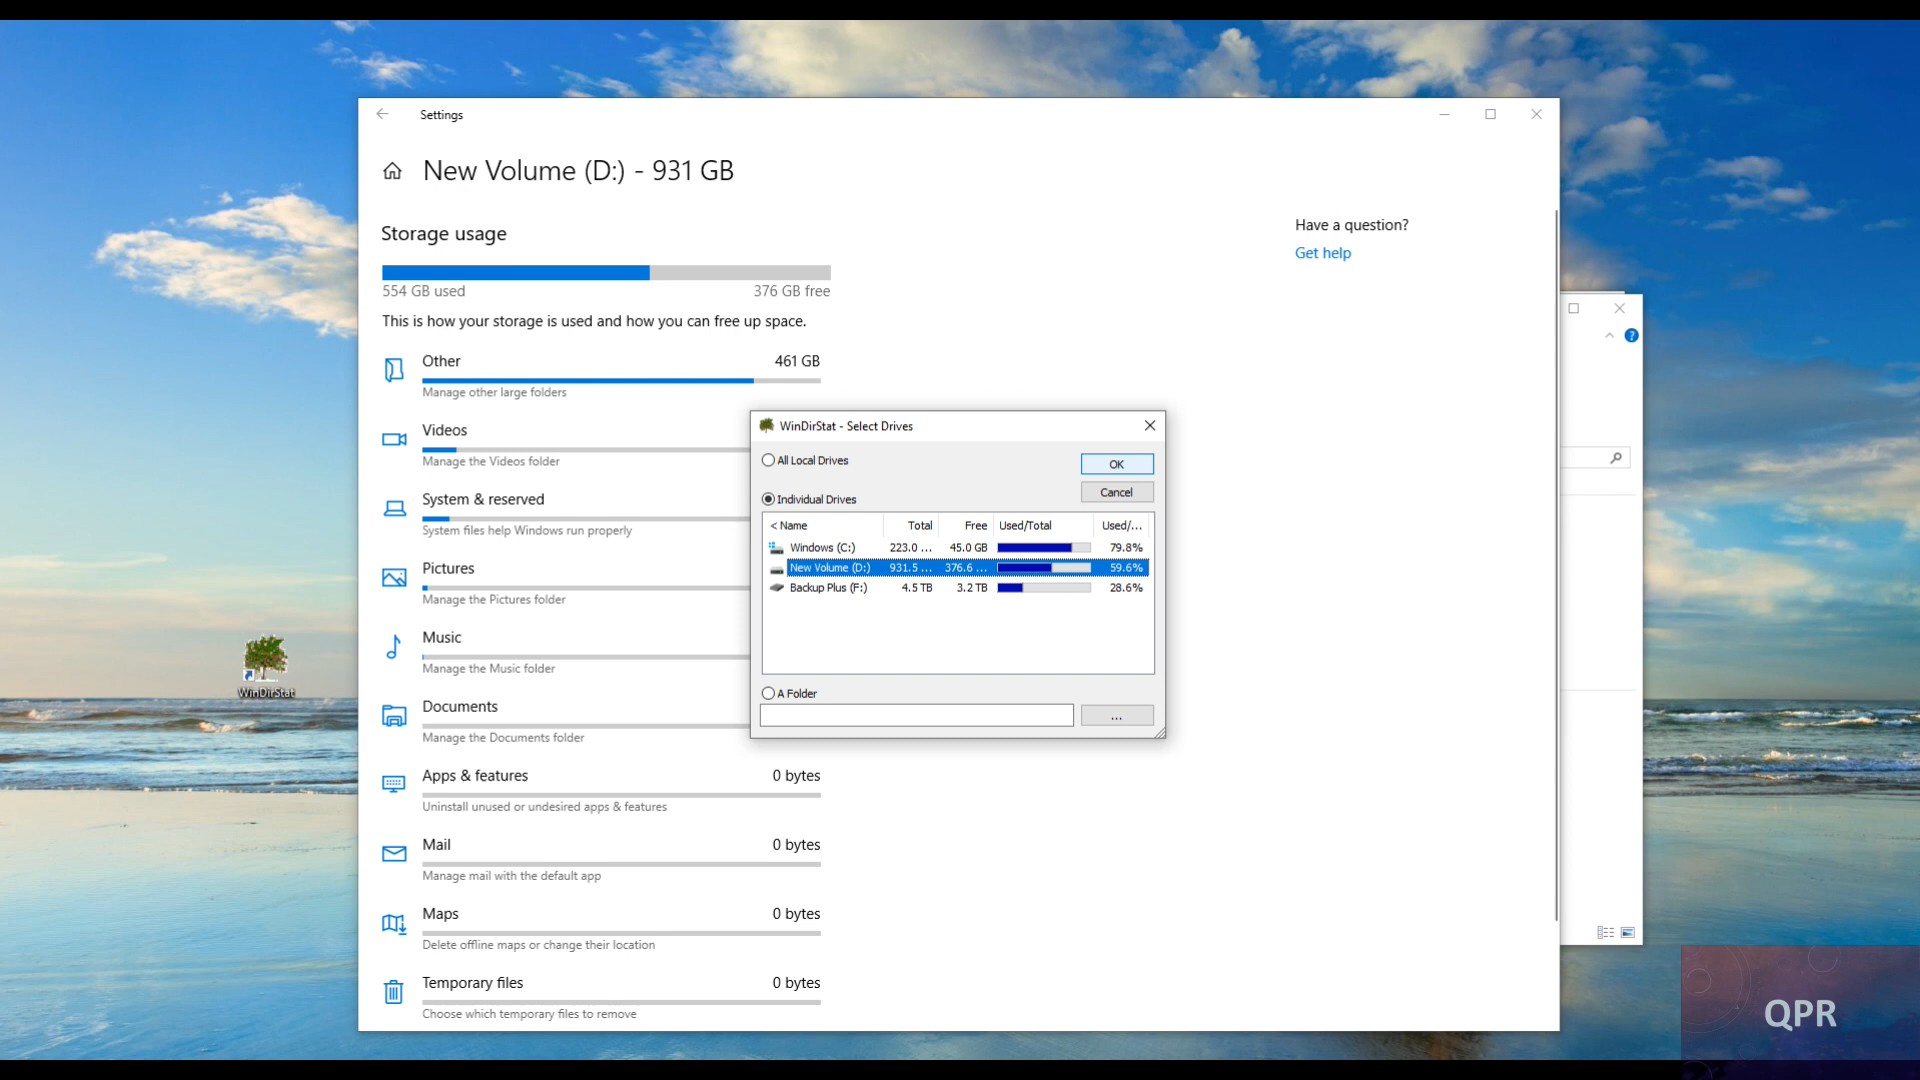 Settings
New Volume (D:) - 931 GB
Storage usage
554 GB used 376 GB free
This is how your storage is used and how you can free up space.
Have a question?
Get help
Other 461 GB
Manage other large folders
Videos
Manage the Videos folder
System & reserved
System files help Windows run properly
Pictures
Manage the Pictures folder
Music
Manage the Music folder
Documents
Manage the Documents folder
Apps & features 0 bytes
Uninstall unused or undesired apps & features
Mail 0 bytes
Manage mail with the default app
Maps 0 bytes
Delete offline maps or change their location
Temporary files 0 bytes
Choose which temporary files to remove
WinDirStat - Select Drives
All Local Drives
OK
Cancel
Individual Drives
< Name Total Free Used/Total Used/...
Windows (C:) 223.0 ... 45.0 GB 79.8%
New Volume (D:) 931.5 ... 376.6 ... 59.6%
Backup Plus (F:) 4.5 TB 3.2 TB 28.6%
A Folder
...
WinDirStat
?
QPR